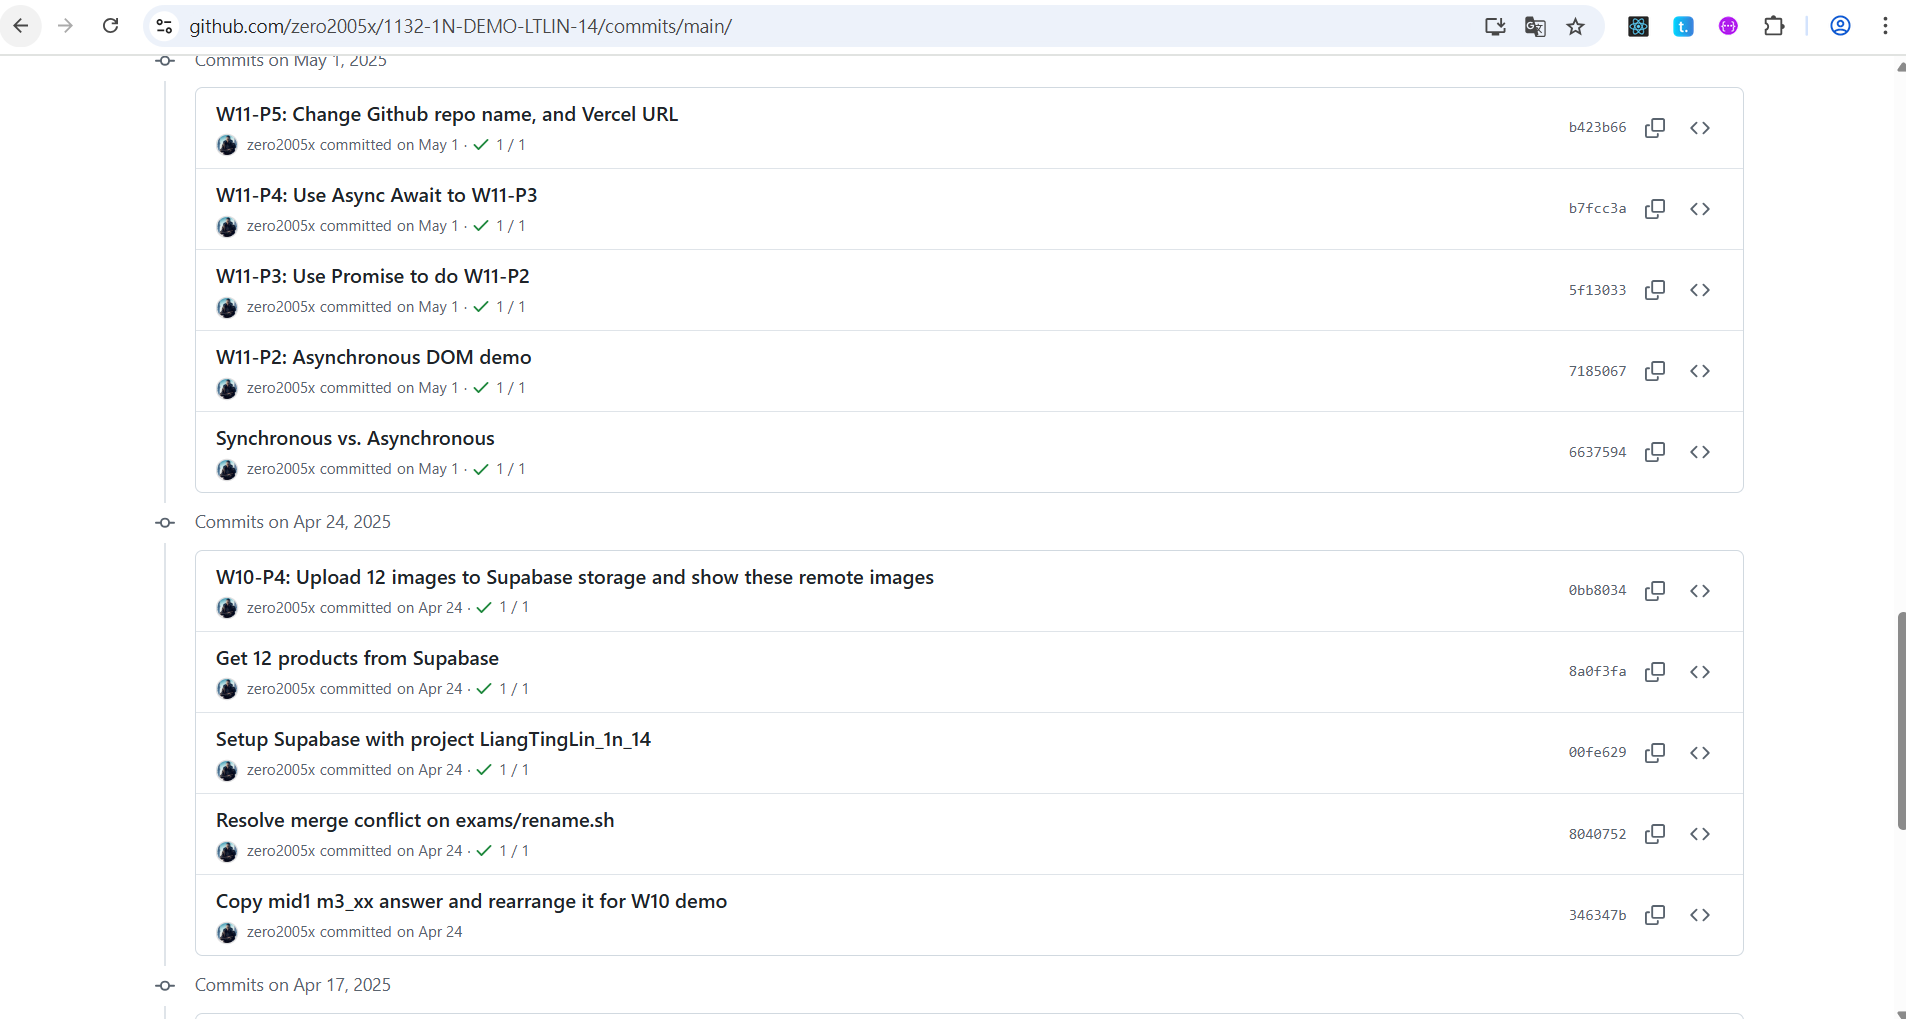 github.com/zero2005x/1132-1N-DEMO-LTLIN-14/commits/main/
Commits on May 1, 2025
W11-P5: Change Github repo name, and Vercel URL
zero2005x committed on May 1 · ✓ 1 / 1
b423b66
W11-P4: Use Async Await to W11-P3
zero2005x committed on May 1 · ✓ 1 / 1
b7fcc3a
W11-P3: Use Promise to do W11-P2
zero2005x committed on May 1 · ✓ 1 / 1
5f13033
W11-P2: Asynchronous DOM demo
zero2005x committed on May 1 · ✓ 1 / 1
7185067
Synchronous vs. Asynchronous
zero2005x committed on May 1 · ✓ 1 / 1
6637594
Commits on Apr 24, 2025
W10-P4: Upload 12 images to Supabase storage and show these remote images
zero2005x committed on Apr 24 · ✓ 1 / 1
0bb8034
Get 12 products from Supabase
zero2005x committed on Apr 24 · ✓ 1 / 1
8a0f3fa
Setup Supabase with project LiangTingLin_1n_14
zero2005x committed on Apr 24 · ✓ 1 / 1
00fe629
Resolve merge conflict on exams/rename.sh
zero2005x committed on Apr 24 · ✓ 1 / 1
8040752
Copy mid1 m3_xx answer and rearrange it for W10 demo
zero2005x committed on Apr 24
346347b
Commits on Apr 17, 2025